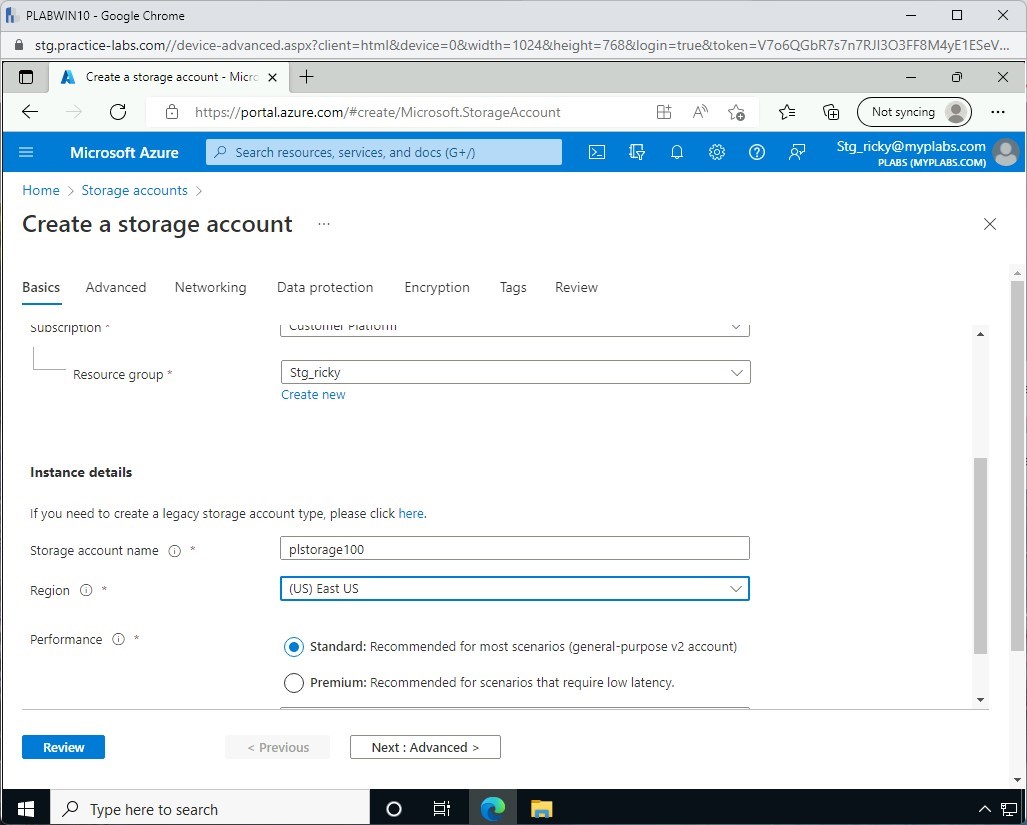 PLABWIN10 - Google Chrome
stg.practice-labs.com//device-advanced.aspx?client=html&device=0&width=1024&height=768&login=true&token=V7o6QGbR7s7n7RJI3O3FF8M4yE1ESeV...
Create a storage account - Micro
https://portal.azure.com/#create/Microsoft.StorageAccount
Not syncing
Microsoft Azure
Search resources, services, and docs (G+/)
Stg_ricky@myplabs.com
PLABS (MYPLABS.COM)
Home > Storage accounts >
Create a storage account ...
Basics Advanced Networking Data protection Encryption Tags Review
Subscription *
Customer Platform
Resource group *
Stg_ricky
Create new
Instance details
If you need to create a legacy storage account type, please click here.
Storage account name *
plstorage100
Region *
(US) East US
Performance *
Standard: Recommended for most scenarios (general-purpose v2 account)
Premium: Recommended for scenarios that require low latency.
Review
< Previous
Next : Advanced >
Type here to search